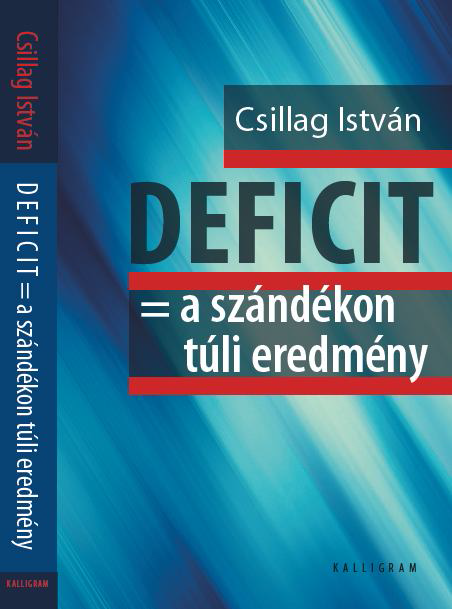 Csillag István
DEFICIT = a szándékon túli eredmény
KALLIGRAM
Csillag István
DEFICIT
= a szándékon
túli eredmény
KALLIGRAM